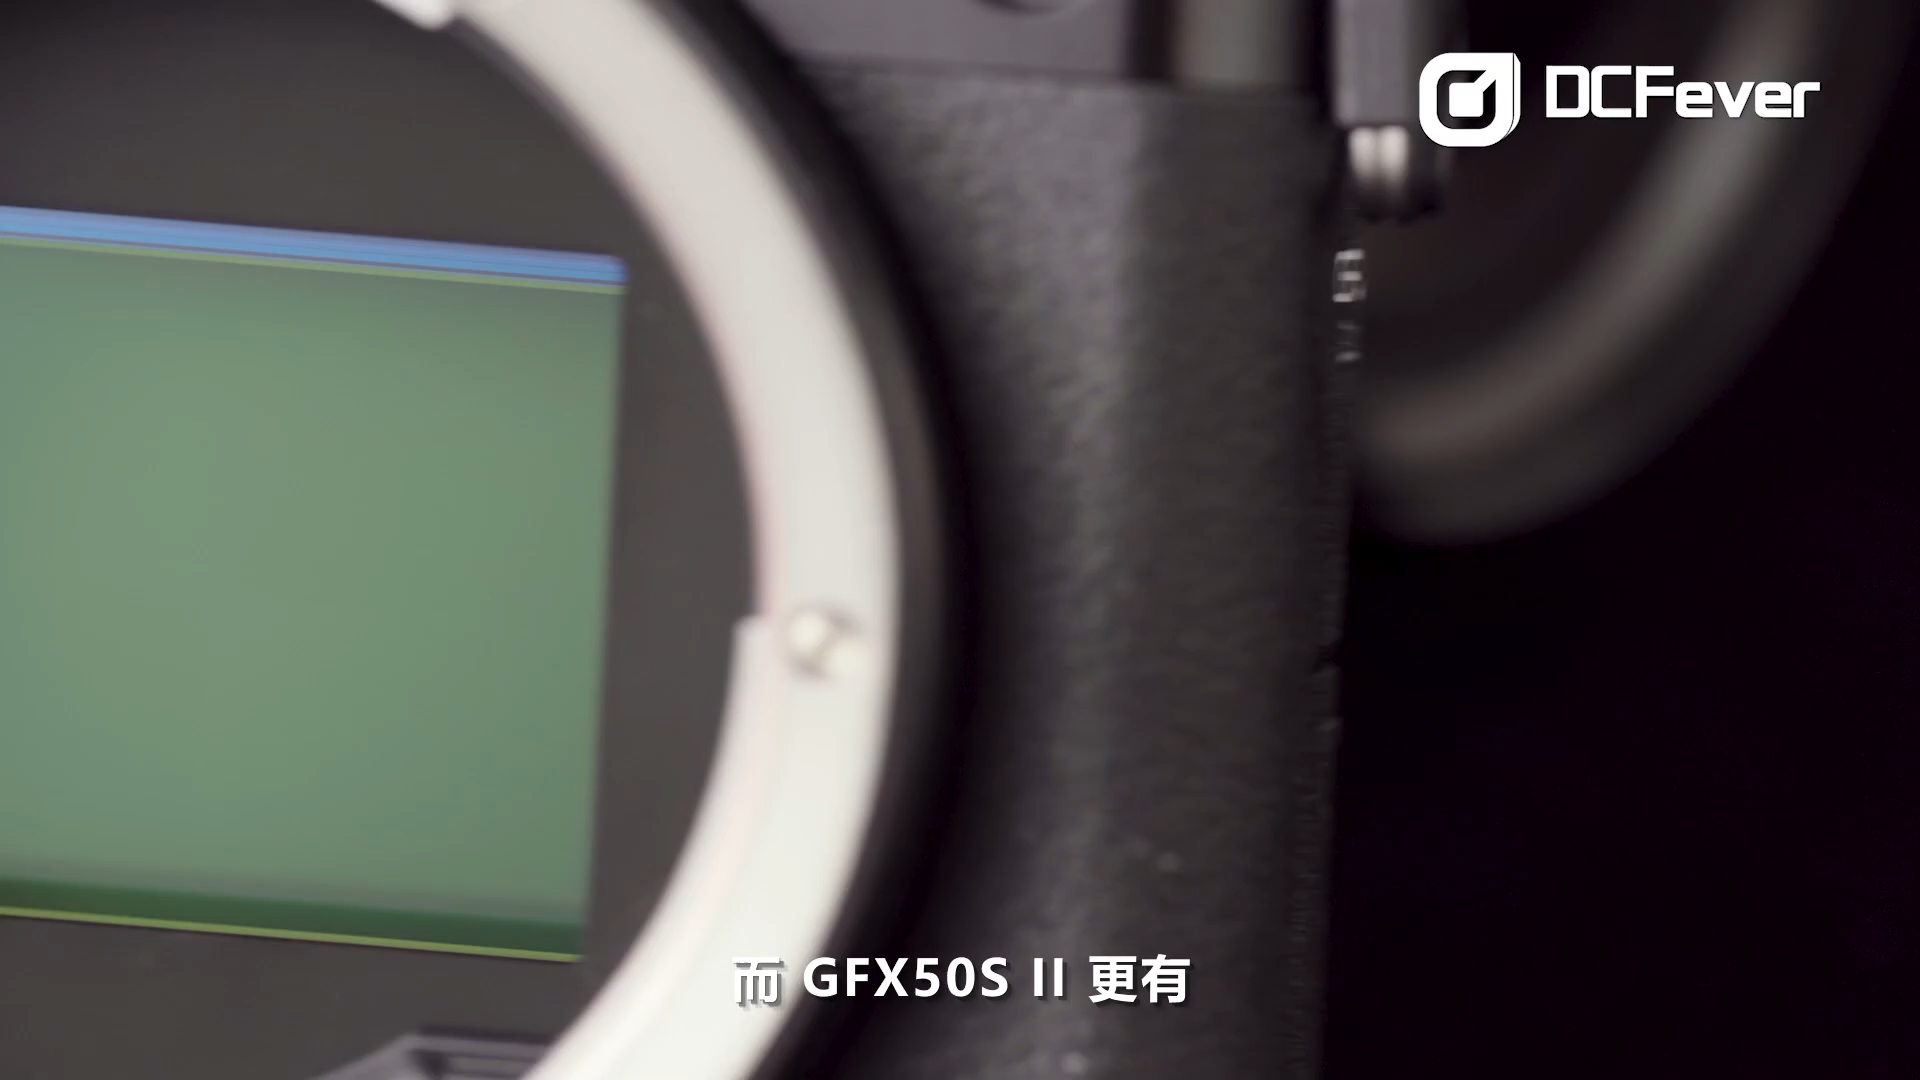 DCFever
而 GFX50S II 更有